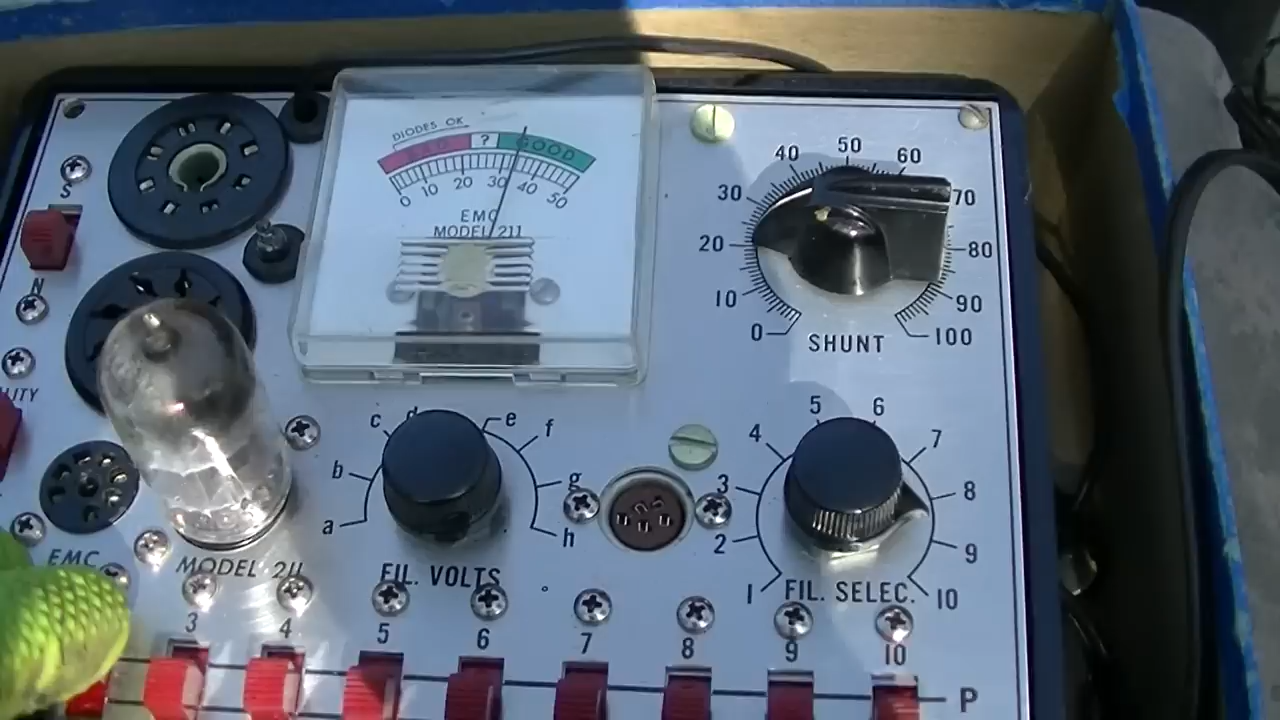 DIODES OK
? GOOD
0 10 20 30 40 50
EMC
MODEL 211
S
N
LITY
0 10 20 30 40 50 60 70 80 90 100
SHUNT
a b c d e f g h
FIL. VOLTS
1 2 3 4 5 6 7 8 9 10
FIL. SELEC.
EMC MODEL 211
3 4 5 6 7 8 9 10
P